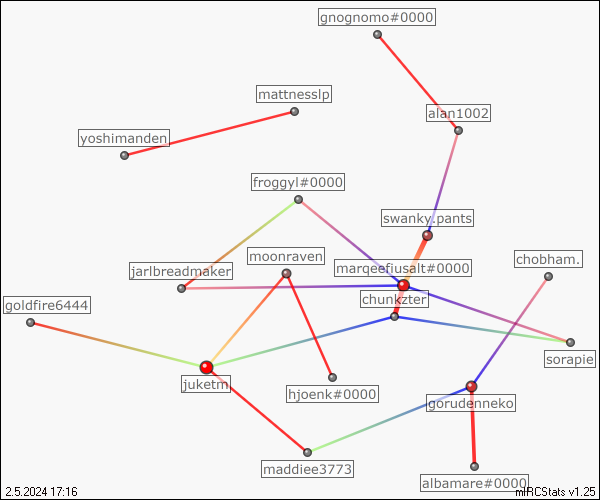 gnognomo#0000
mattnesslp
alan1002
yoshimanden
froggyl#0000
swanky.pants
moonraven
chobham.
jarlbreadmaker
marqeefiusalt#0000
chunkzter
goldfire6444
sorapie
juketm
hjoenk#0000
gorudenneko
maddiee3773
albamare#0000
2.5.2024 17:16
mIRCStats v1.25